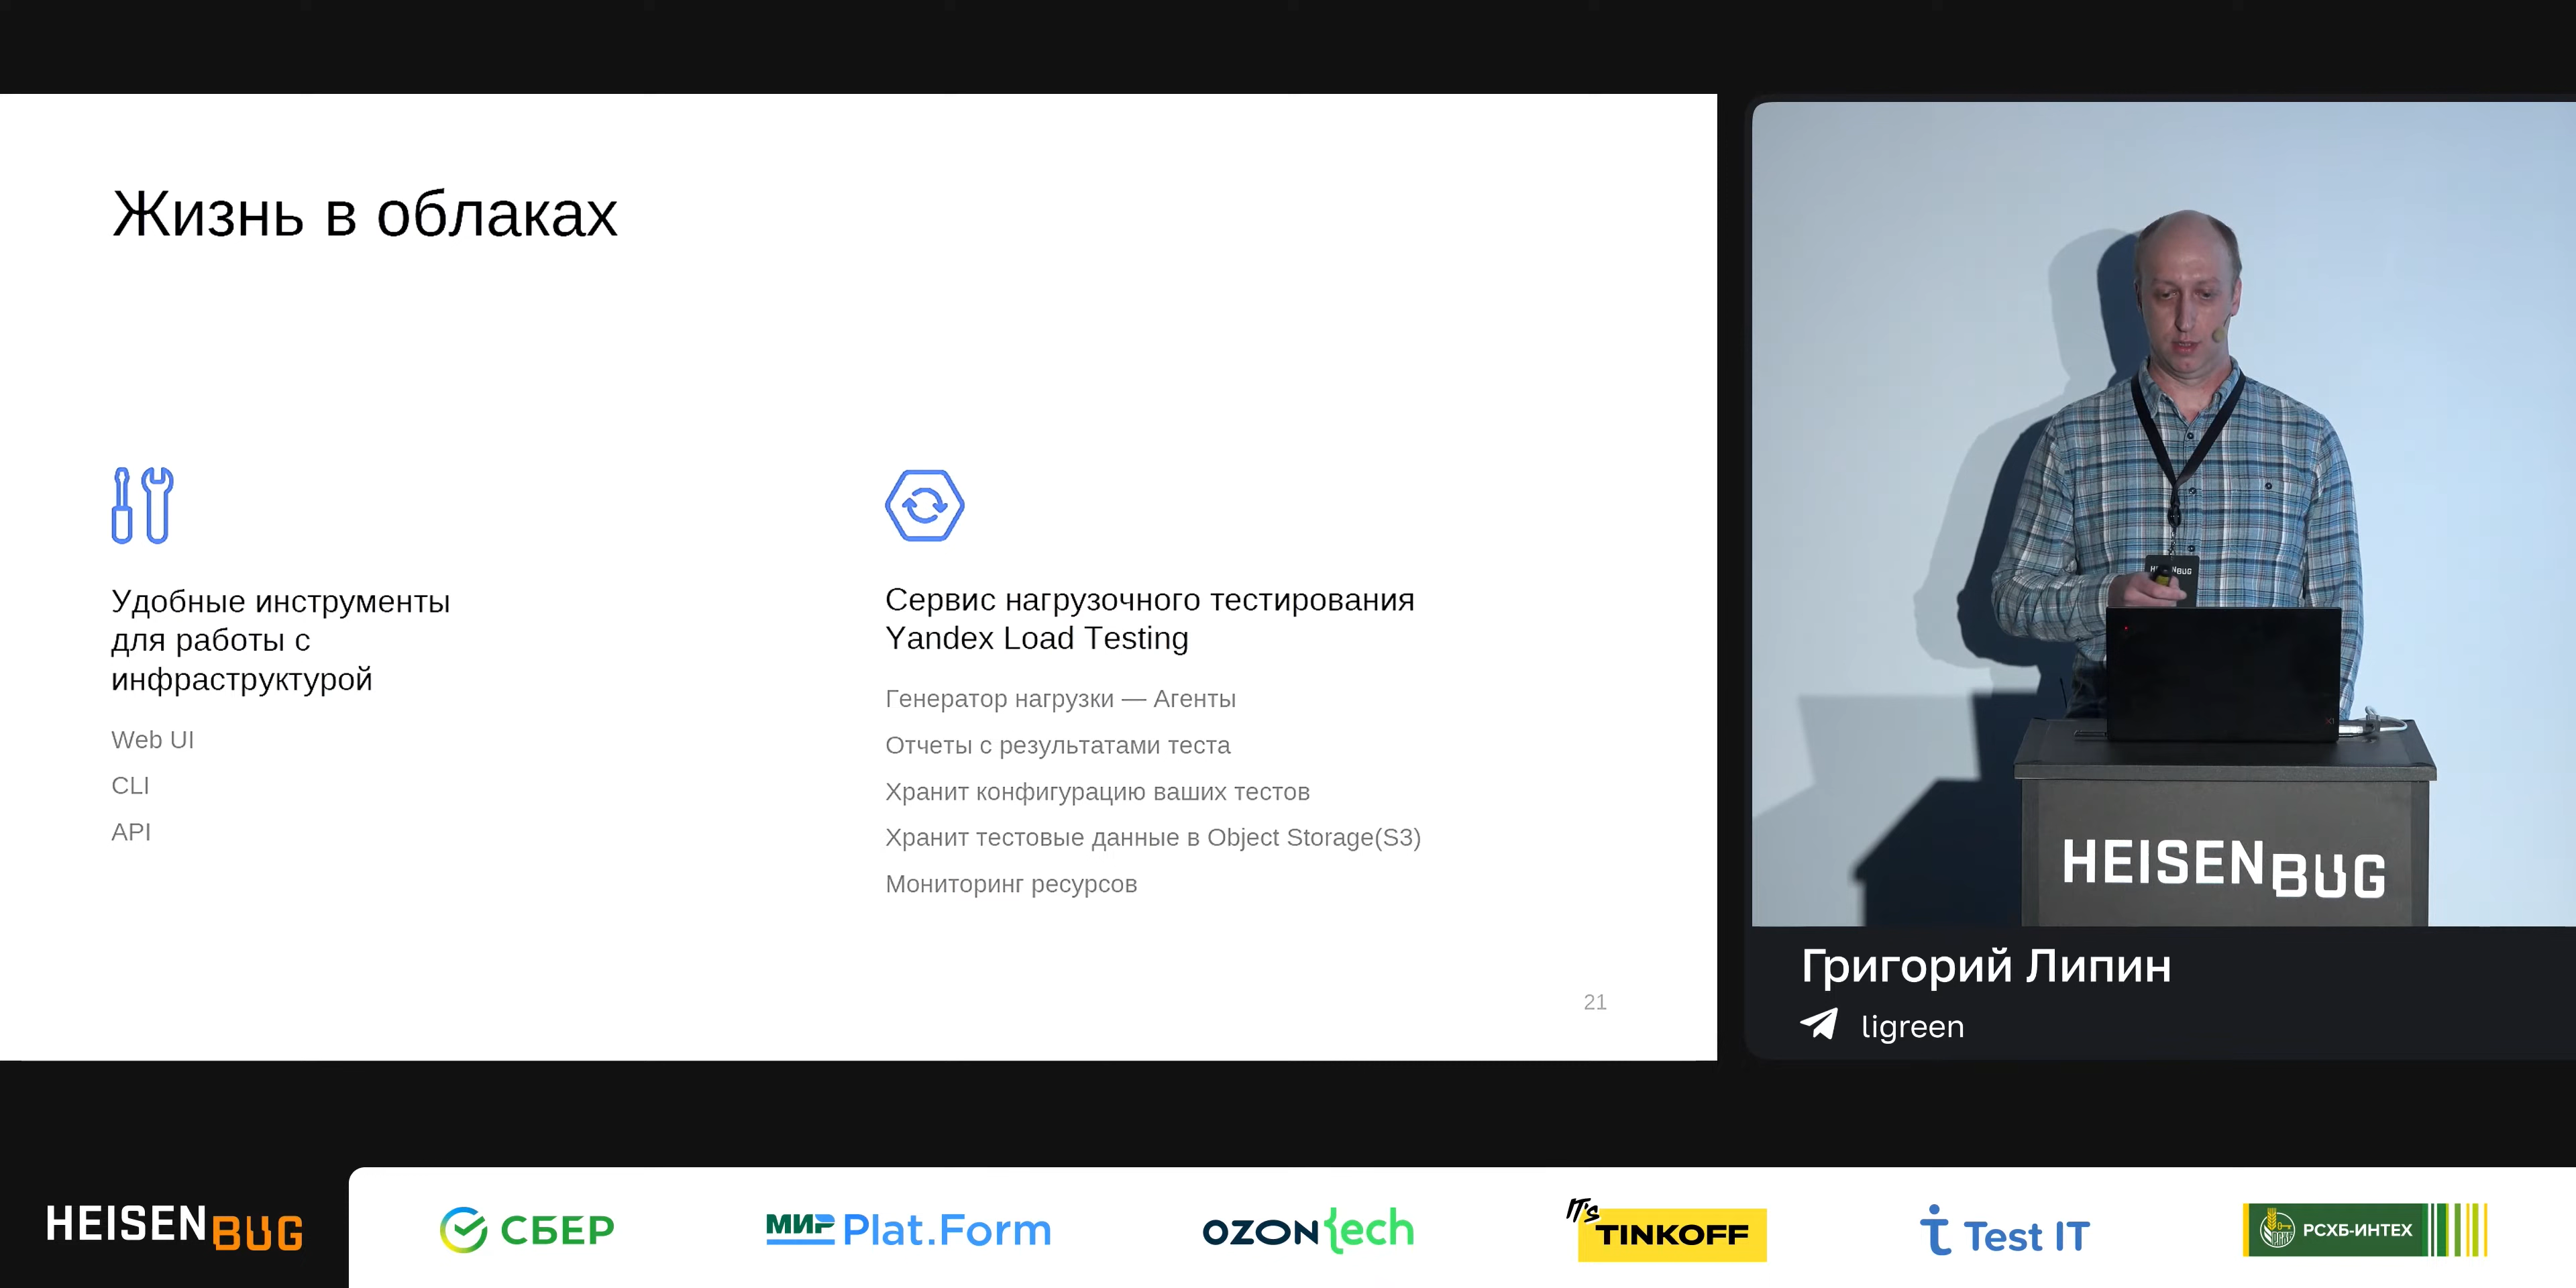 Жизнь в облаках
Удобные инструменты
для работы с
инфраструктурой
Web UI
CLI
API
Сервис нагрузочного тестирования
Yandex Load Testing
Генератор нагрузки — Агенты
Отчеты с результатами теста
Хранит конфигурацию ваших тестов
Хранит тестовые данные в Object Storage(S3)
Мониторинг ресурсов
21
HEISENBUG
HEISENBUG
Григорий Липин
ligreen
HEISENBUG
СБЕР
МИР Plat.Form
OZON{ech
IT's TINKOFF
Test IT
РСХБ-ИНТЕХ